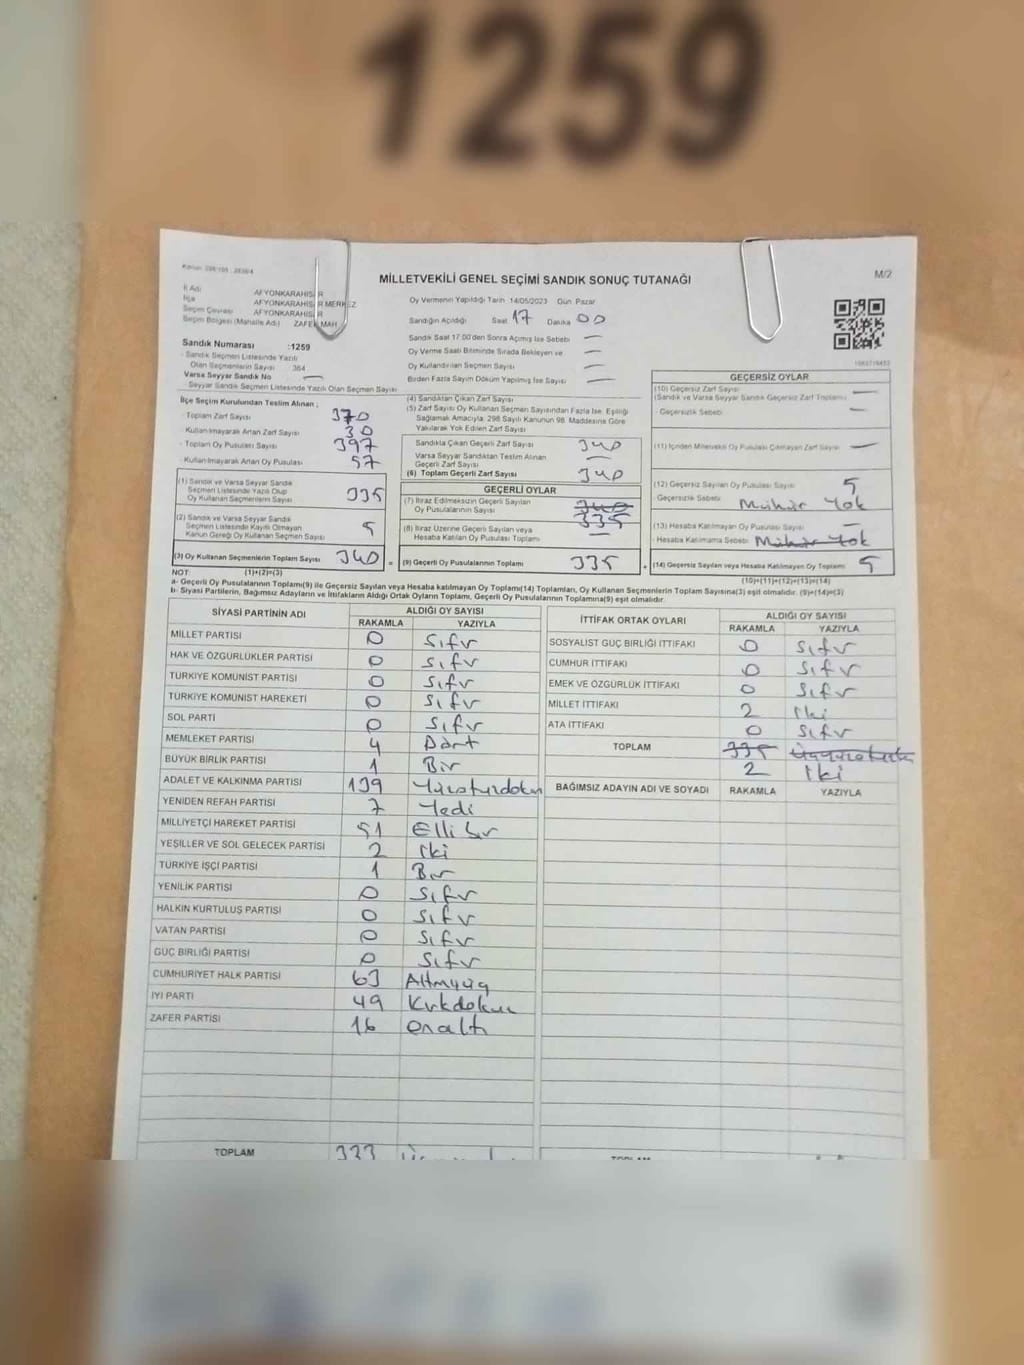 1259
MİLLETVEKİLİ GENEL SEÇİMİ SANDIK SONUÇ TUTANAĞI
M/2
İl Adı AFYONKARAHİSAR
İlçe AFYONKARAHİSAR MERKEZ
Seçim Çevresi AFYONKARAHİSAR
Seçim Bölgesi (Mahalle Adı) ZAFER MAH
Oy Vermenin Yapıldığı Tarih 14/05/2023 Gün Pazar
Sandığın Açıldığı Saat 17 Dakika 00
Sandık Saat 17.00'den Sonra Açılmış İse Sebebi —
Oy Verme Saati Bitiminde Sırada Bekleyen ve —
Oy Kullandırılan Seçmen Sayısı —
Birden Fazla Sayım Döküm Yapılmış İse Sayısı —
Sandık Numarası :1259
- Sandık Seçmen Listesinde Yazılı
Olan Seçmenlerin Sayısı 364
Varsa Seyyar Sandık No —
Seyyar Sandık Seçmen Listesinde Yazılı Olan Seçmen Sayısı
İlçe Seçim Kurulundan Teslim Alınan ;
- Toplam Zarf Sayısı 370
- Kullanılmayarak Artan Zarf Sayısı 30
- Toplam Oy Pusulası Sayısı 397
- Kullanılmayarak Artan Oy Pusulası 57
(1) Sandık ve Varsa Seyyar Sandık
Seçmen Listesinde Yazılı Olup
Oy Kullanan Seçmenlerin Sayısı 335
(2) Sandık ve Varsa Seyyar Sandık
Seçmen Listesinde Kayıtlı Olmayan
Kanun Gereği Oy Kullanan Seçmen Sayısı 5
(3) Oy Kullanan Seçmenlerin Toplam Sayısı 340
(4) Sandıktan Çıkan Zarf Sayısı
(5) Zarf Sayısı Oy Kullanan Seçmen Sayısından Fazla İse, Eşitliği
Sağlamak Amacıyla; 298 Sayılı Kanunun 98. Maddesine Göre
Yakılarak Yok Edilen Zarf Sayısı
Sandıkta Çıkan Geçerli Zarf Sayısı 340
Varsa Seyyar Sandıktan Teslim Alınan
Geçerli Zarf Sayısı —
(6) Toplam Geçerli Zarf Sayısı 340
GEÇERLİ OYLAR
(7) İtiraz Edilmeksizin Geçerli Sayılan 340
Oy Pusulalarının Sayısı 335
(8) İtiraz Üzerine Geçerli Sayılan veya
Hesaba Katılan Oy Pusulası Toplamı —
= (9) Geçerli Oy Pusulalarının Toplamı 335 +
GEÇERSİZ OYLAR
(10) Geçersiz Zarf Sayısı
(Sandık ve Varsa Seyyar Sandık Geçersiz Zarf Toplamı) —
Geçersizlik Sebebi —
(11) İçinden Milletvekili Oy Pusulası Çıkmayan Zarf Sayısı —
(12) Geçersiz Sayılan Oy Pusulası Sayısı 5
Geçersizlik Sebebi Mühür Yok
(13) Hesaba Katılmayan Oy Pusulası Sayısı —
- Hesaba Katılmama Sebebi Mühür Yok
(14) Geçersiz Sayılan veya Hesaba Katılmayan Oy Toplamı 5
NOT: (1)+(2)=(3)
(10)+(11)+(12)+(13)=(14)
a- Geçerli Oy Pusulalarının Toplamı(9) ile Geçersiz Sayılan veya Hesaba katılmayan Oy Toplamı(14) Toplamları, Oy Kullanan Seçmenlerin Toplam Sayısına(3) eşit olmalıdır. (9)+(14)=(3)
b- Siyasi Partilerin, Bağımsız Adayların ve İttifakların Aldığı Ortak Oyların Toplamı, Geçerli Oy Pusulalarının Toplamına(9) eşit olmalıdır.
SİYASİ PARTİNİN ADI ALDIĞI OY SAYISI
RAKAMLA YAZIYLA
MİLLET PARTİSİ 0 Sıfır
HAK VE ÖZGÜRLÜKLER PARTİSİ 0 Sıfır
TÜRKİYE KOMÜNİST PARTİSİ 0 Sıfır
TÜRKİYE KOMÜNİST HAREKETİ 0 Sıfır
SOL PARTİ 0 Sıfır
MEMLEKET PARTİSİ 4 Dört
BÜYÜK BİRLİK PARTİSİ 1 Bir
ADALET VE KALKINMA PARTİSİ 139 Yüzotuzdokuz
YENİDEN REFAH PARTİSİ 7 Yedi
MİLLİYETÇİ HAREKET PARTİSİ 51 Ellibir
YEŞİLLER VE SOL GELECEK PARTİSİ 2 İki
TÜRKİYE İŞÇİ PARTİSİ 1 Bir
YENİLİK PARTİSİ 0 Sıfır
HALKIN KURTULUŞ PARTİSİ 0 Sıfır
VATAN PARTİSİ 0 Sıfır
GÜÇ BİRLİĞİ PARTİSİ 0 Sıfır
CUMHURİYET HALK PARTİSİ 63 Altmışüç
İYİ PARTİ 49 Kırkdokuz
ZAFER PARTİSİ 16 onaltı
TOPLAM 333
İTTİFAK ORTAK OYLARI ALDIĞI OY SAYISI
RAKAMLA YAZIYLA
SOSYALİST GÜÇ BİRLİĞİ İTTİFAKI 0 Sıfır
CUMHUR İTTİFAKI 0 Sıfır
EMEK VE ÖZGÜRLÜK İTTİFAKI 0 Sıfır
MİLLET İTTİFAKI 2 İki
ATA İTTİFAKI 0 Sıfır
TOPLAM 335
2 İki
BAĞIMSIZ ADAYIN ADI VE SOYADI RAKAMLA YAZIYLA
TOPLAM